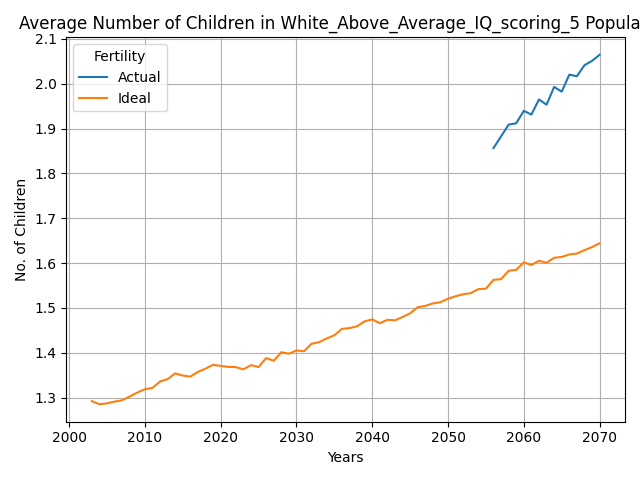 Average Number of Children in White_Above_Average_IQ_scoring_5 Popula
2.1
2.0
1.9
1.8
1.7
1.6
1.5
1.4
1.3
No. of Children
Fertility
Actual
Ideal
2000 2010 2020 2030 2040 2050 2060 2070
Years